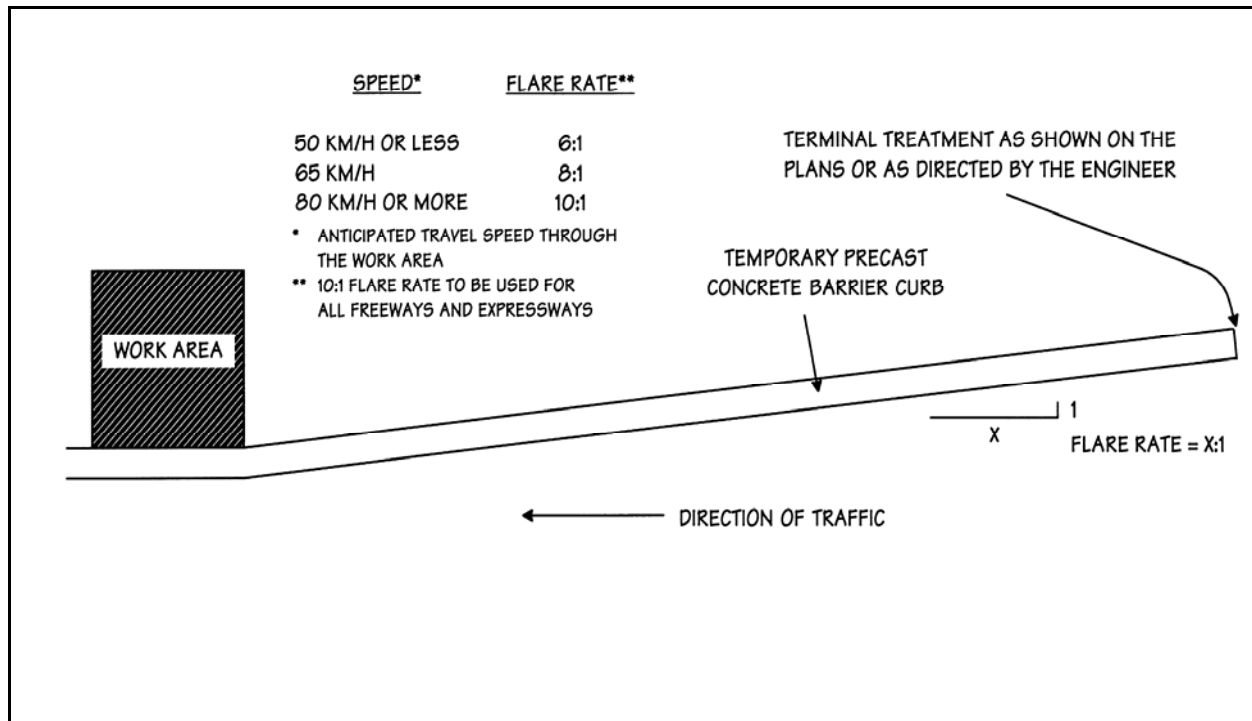 SPEED* FLARE RATE**
50 KM/H OR LESS 6:1
65 KM/H 8:1
80 KM/H OR MORE 10:1
* ANTICIPATED TRAVEL SPEED THROUGH
THE WORK AREA
** 10:1 FLARE RATE TO BE USED FOR
ALL FREEWAYS AND EXPRESSWAYS
TERMINAL TREATMENT AS SHOWN ON THE
PLANS OR AS DIRECTED BY THE ENGINEER
TEMPORARY PRECAST
CONCRETE BARRIER CURB
WORK AREA
1
X
FLARE RATE = X:1
DIRECTION OF TRAFFIC